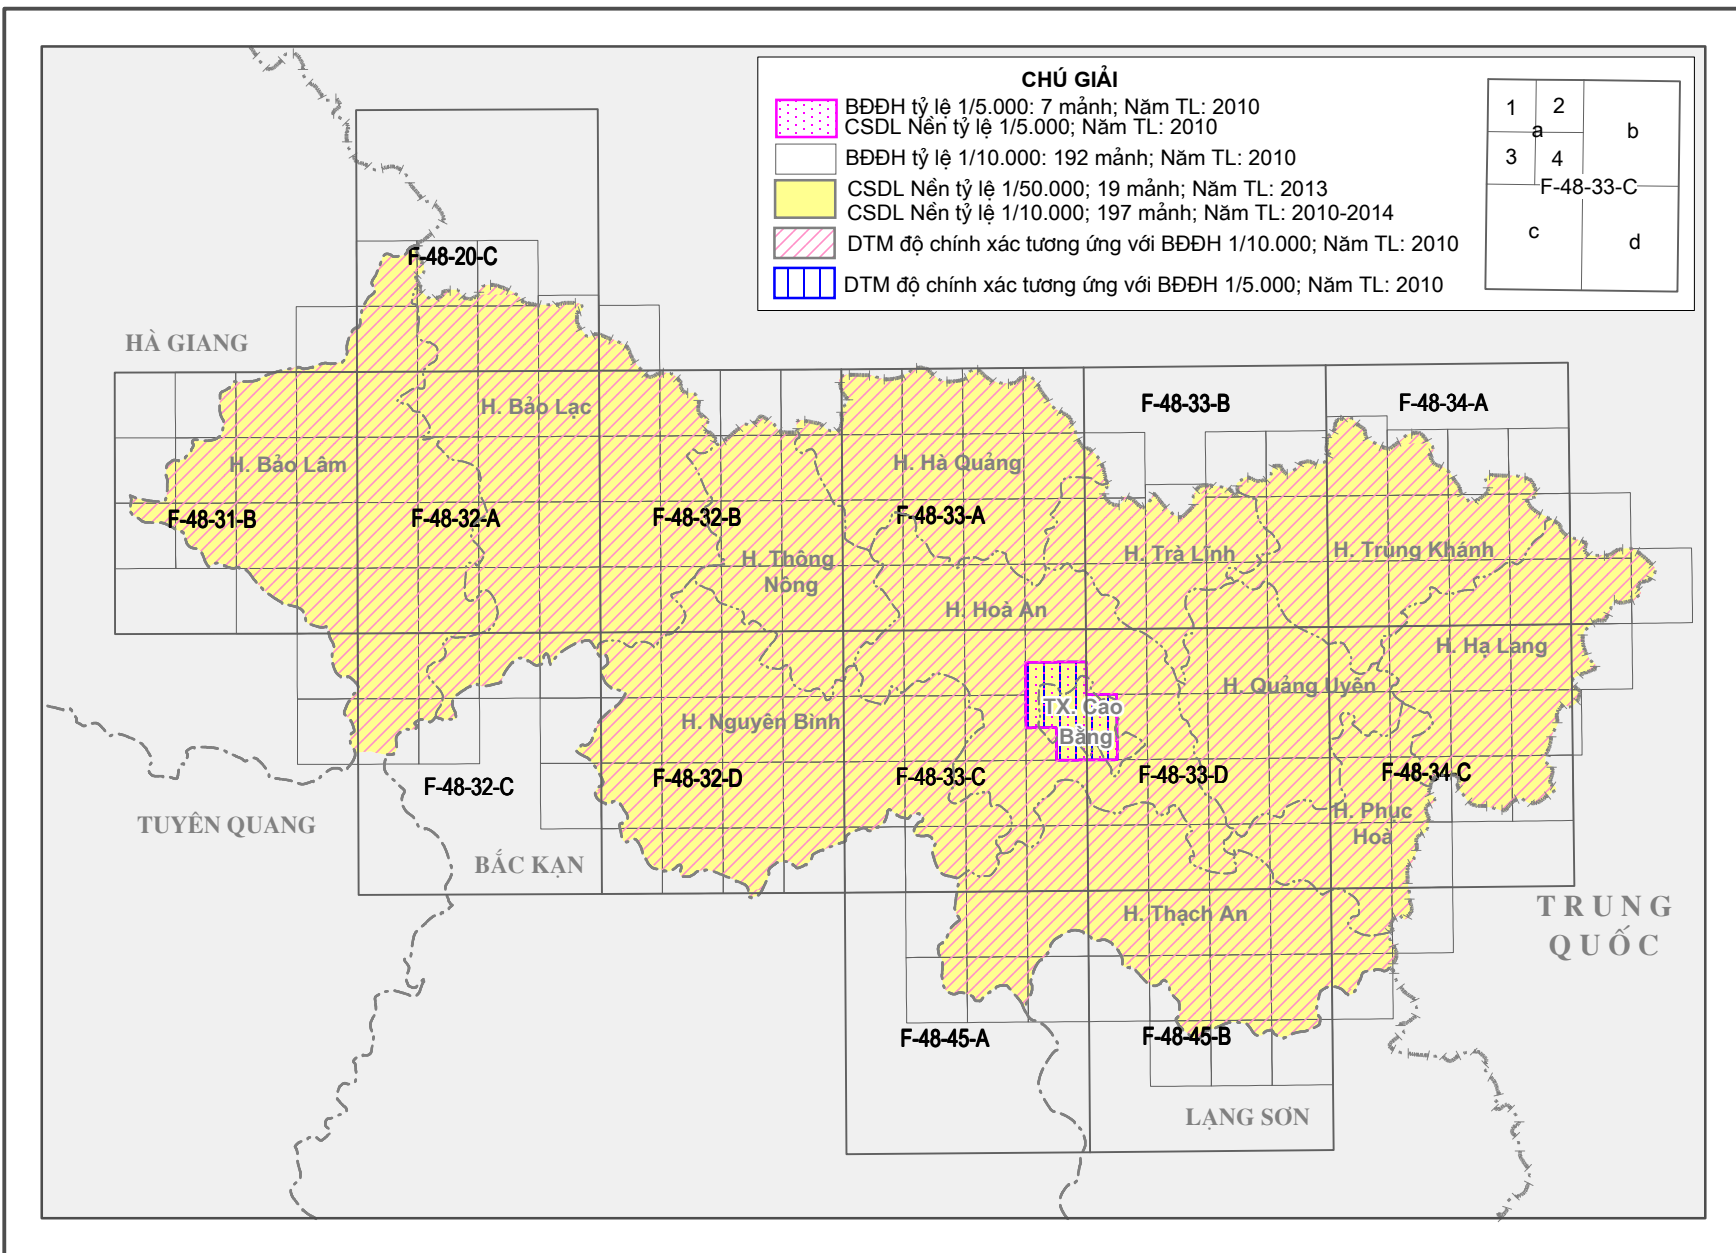 CHÚ GIẢI
BĐĐH tỷ lệ 1/5.000: 7 mảnh; Năm TL: 2010
CSDL Nền tỷ lệ 1/5.000; Năm TL: 2010
BĐĐH tỷ lệ 1/10.000: 192 mảnh; Năm TL: 2010
CSDL Nền tỷ lệ 1/50.000; 19 mảnh; Năm TL: 2013
CSDL Nền tỷ lệ 1/10.000; 197 mảnh; Năm TL: 2010-2014
DTM độ chính xác tương ứng với BĐĐH 1/10.000; Năm TL: 2010
DTM độ chính xác tương ứng với BĐĐH 1/5.000; Năm TL: 2010
1 2
a b
3 4
F-48-33-C
c d
F-48-20-C
HÀ GIANG
H. Bảo Lạc
F-48-33-B
F-48-34-A
H. Bảo Lâm
H. Hà Quảng
F-48-31-B
F-48-32-A
F-48-32-B
F-48-33-A
H. Thông
Nông
H. Trà Lĩnh
H. Trùng Khánh
H. Hoà An
H. Hạ Lang
H. Quảng Uyên
TX. Cao
Bằng
H. Nguyên Bình
F-48-32-C
F-48-32-D
F-48-33-C
F-48-33-D
F-48-34-C
H. Phục
Hoà
TUYÊN QUANG
BẮC KẠN
H. Thạch An
TRUNG
QUỐC
F-48-45-A
F-48-45-B
LẠNG SƠN